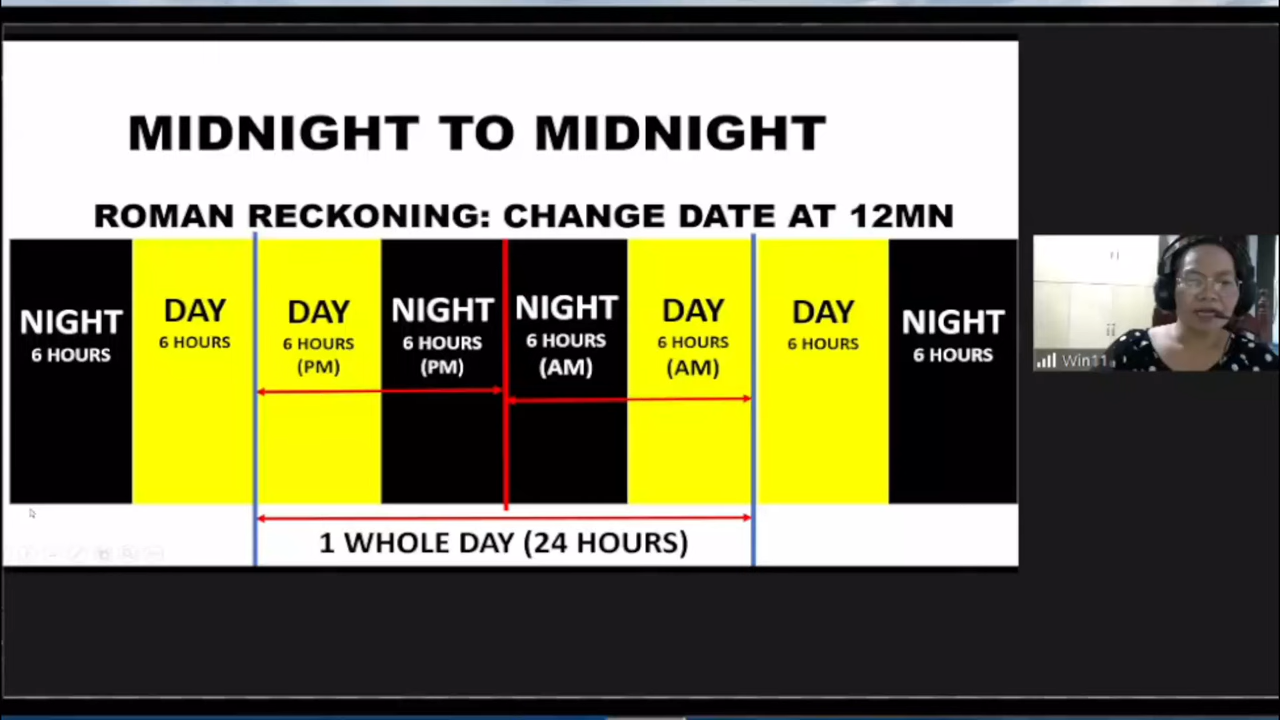 MIDNIGHT TO MIDNIGHT
ROMAN RECKONING: CHANGE DATE AT 12MN
NIGHT
6 HOURS
DAY
6 HOURS
DAY
6 HOURS
(PM)
NIGHT
6 HOURS
(PM)
NIGHT
6 HOURS
(AM)
DAY
6 HOURS
(AM)
DAY
6 HOURS
NIGHT
6 HOURS
1 WHOLE DAY (24 HOURS)
Win11